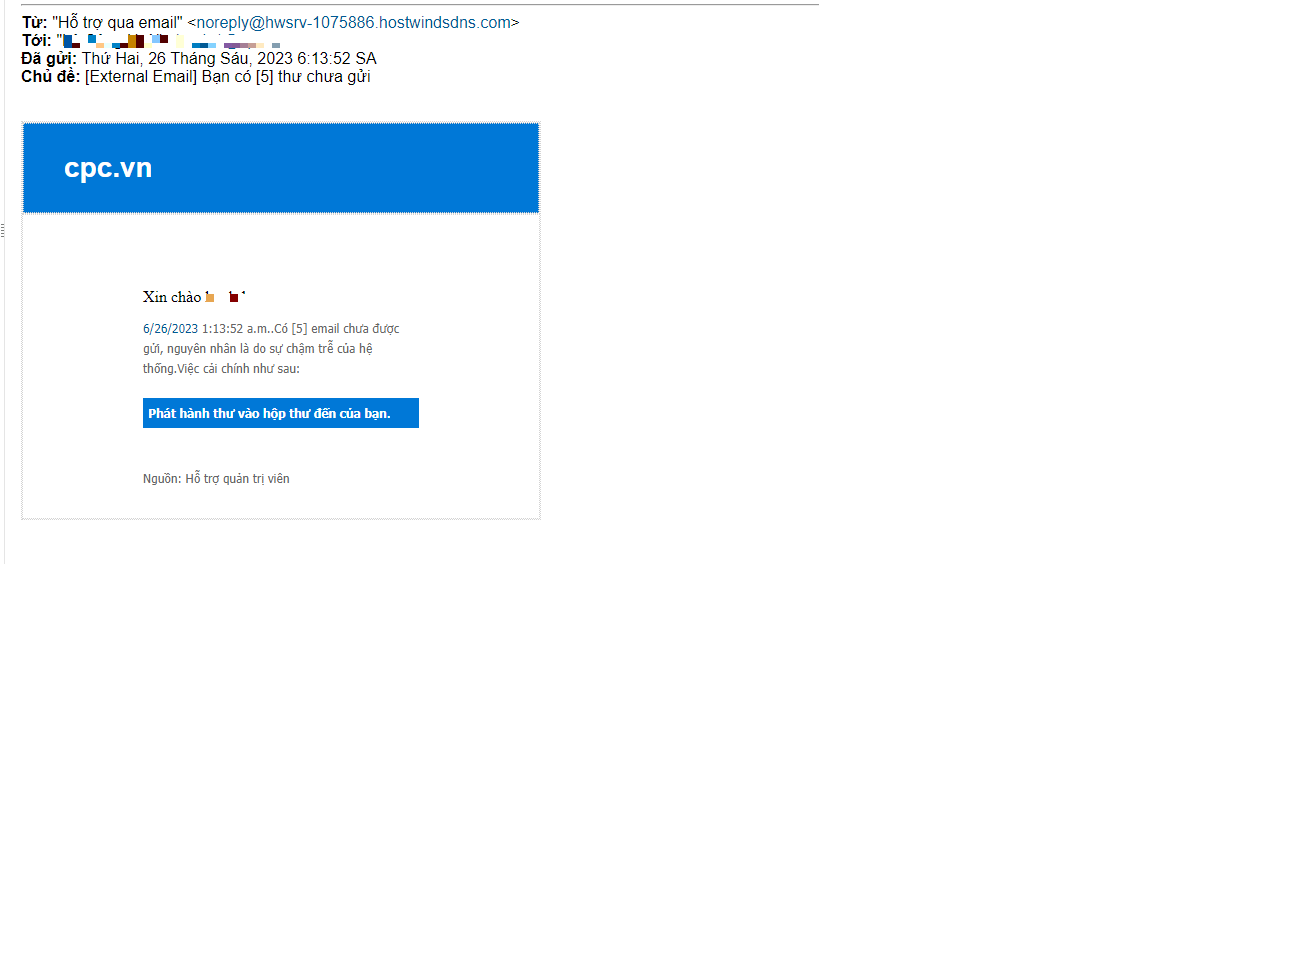 Từ: "Hỗ trợ qua email" <noreply@hwsrv-1075886.hostwindsdns.com>
Tới: "
Đã gửi: Thứ Hai, 26 Tháng Sáu, 2023 6:13:52 SA
Chủ đề: [External Email] Bạn có [5] thư chưa gửi
cpc.vn
Xin chào
6/26/2023 1:13:52 a.m..Có [5] email chưa được
gửi, nguyên nhân là do sự chậm trễ của hệ
thống.Việc cải chính như sau:
Phát hành thư vào hộp thư đến của bạn.
Nguồn: Hỗ trợ quản trị viên